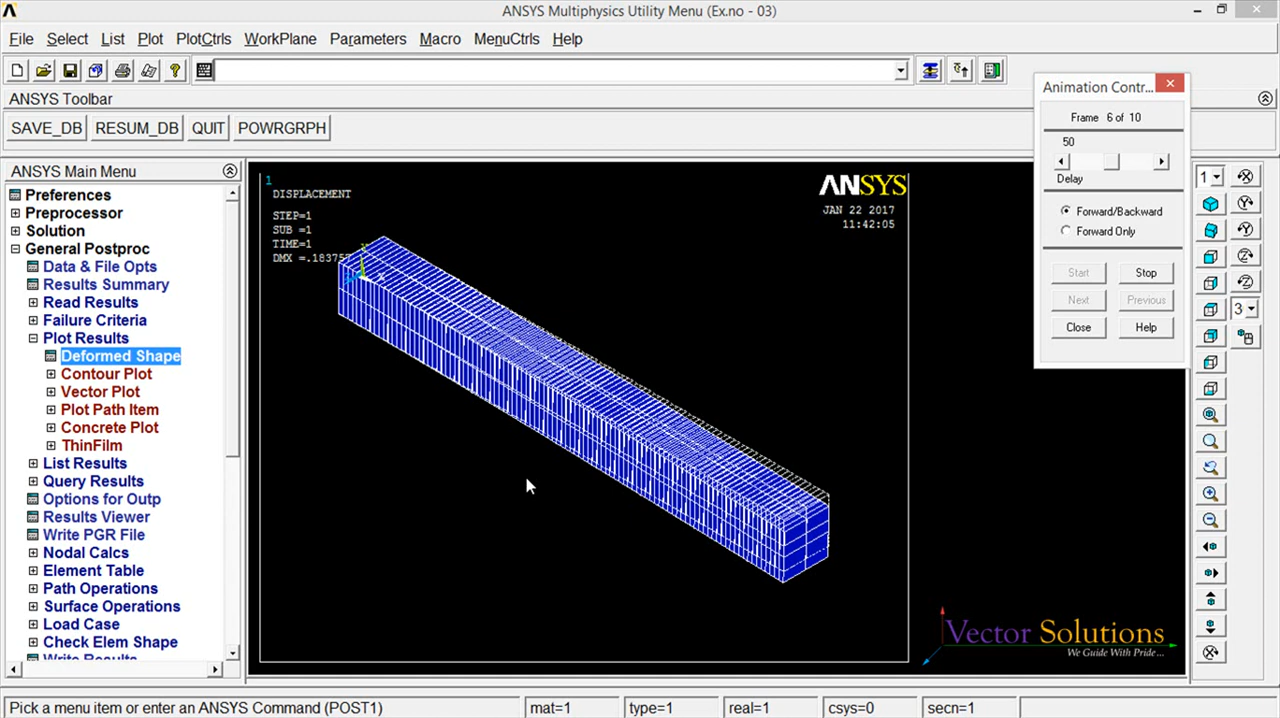 ANSYS Multiphysics Utility Menu (Ex.no - 03)
File Select List Plot PlotCtrls WorkPlane Parameters Macro MenuCtrls Help
ANSYS Toolbar
SAVE_DB RESUM_DB QUIT POWRGRPH
ANSYS Main Menu
Preferences
Preprocessor
Solution
General Postproc
Data & File Opts
Results Summary
Read Results
Failure Criteria
Plot Results
Deformed Shape
Contour Plot
Vector Plot
Plot Path Item
Concrete Plot
ThinFilm
List Results
Query Results
Options for Outp
Results Viewer
Write PGR File
Nodal Calcs
Element Table
Path Operations
Surface Operations
Load Case
Check Elem Shape
Write Results
1
DISPLACEMENT
STEP=1
SUB =1
TIME=1
DMX =.18375
ANSYS
JAN 22 2017
11:42:05
Vector Solutions
We Guide With Pride...
Animation Contr...
Frame 6 of 10
50
Delay
Forward/Backward
Forward Only
Start Stop
Next Previous
Close Help
1
3
Pick a menu item or enter an ANSYS Command (POST1) mat=1 type=1 real=1 csys=0 secn=1